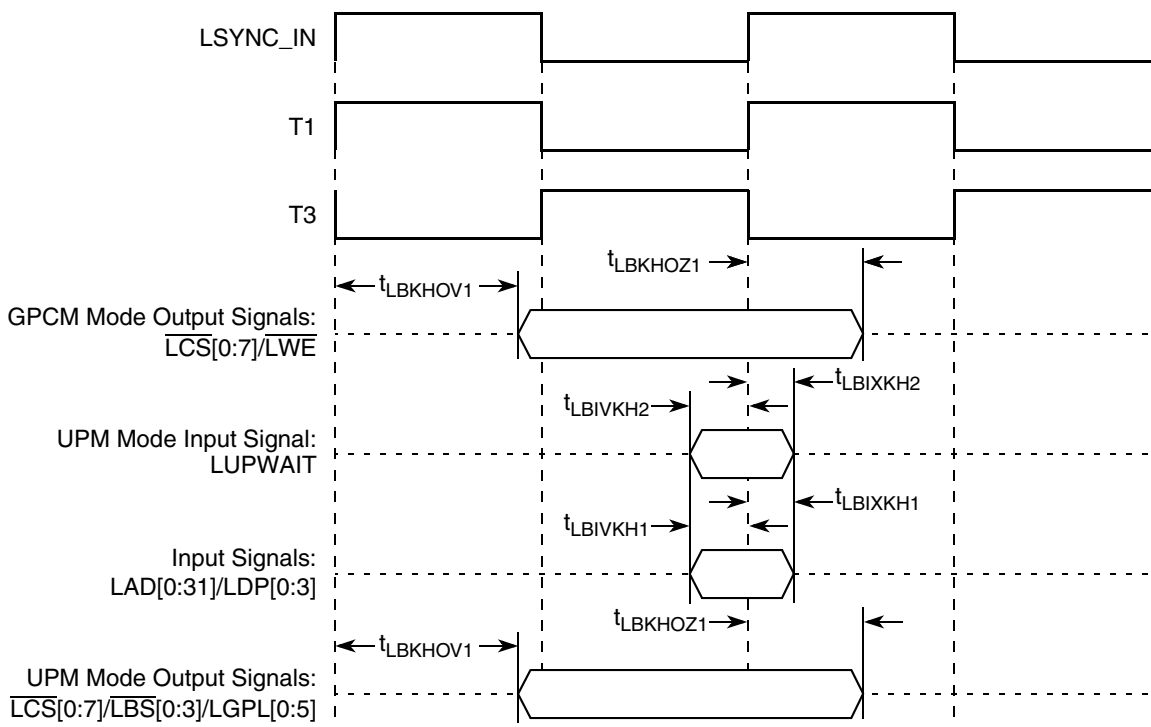 LSYNC_IN
T1
T3
tLBKHOZ1
tLBKHOV1
GPCM Mode Output Signals:
LCS[0:7]/LWE
tLBIXKH2
tLBIVKH2
UPM Mode Input Signal:
LUPWAIT
tLBIXKH1
tLBIVKH1
Input Signals:
LAD[0:31]/LDP[0:3]
tLBKHOZ1
tLBKHOV1
UPM Mode Output Signals:
LCS[0:7]/LBS[0:3]/LGPL[0:5]